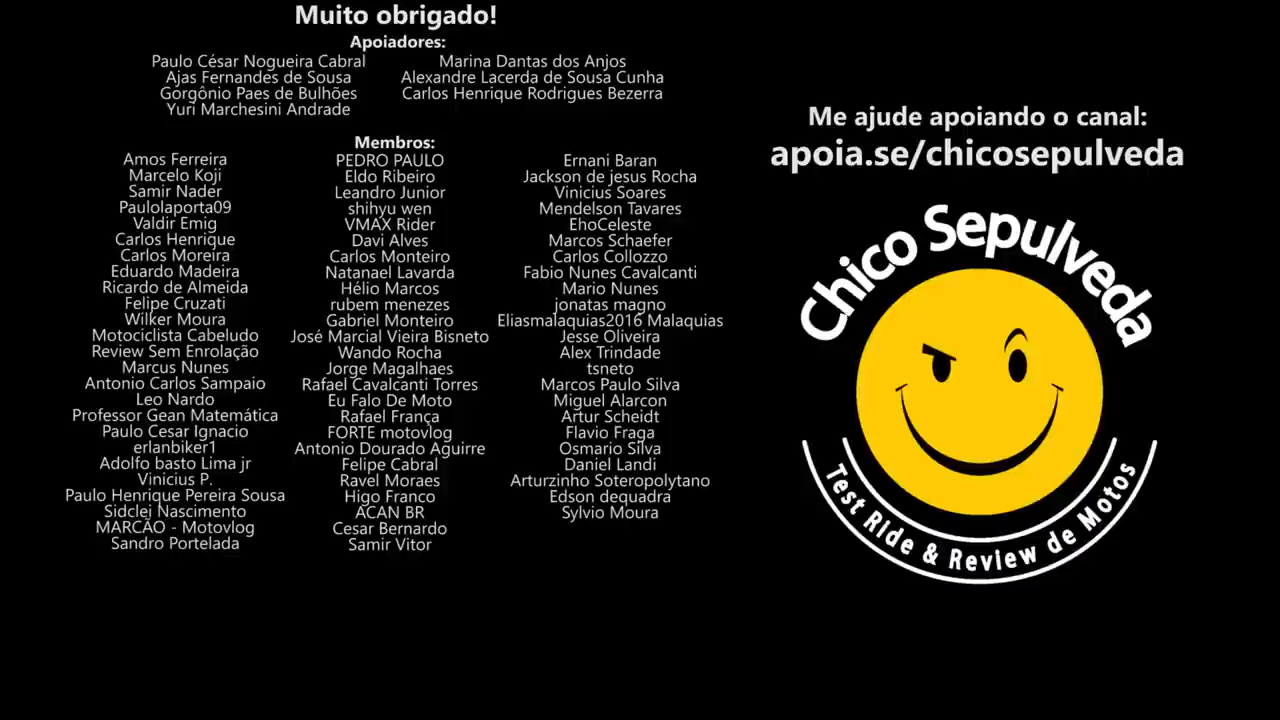 Muito obrigado!
Apoiadores:
Paulo César Nogueira Cabral
Ajas Fernandes de Sousa
Gorgônio Paes de Bulhões
Yuri Marchesini Andrade
Marina Dantas dos Anjos
Alexandre Lacerda de Sousa Cunha
Carlos Henrique Rodrigues Bezerra
Membros:
Amos Ferreira
Marcelo Koji
Samir Nader
Paulolaporta09
Valdir Emig
Carlos Henrique
Carlos Moreira
Eduardo Madeira
Ricardo de Almeida
Felipe Cruzati
Wilker Moura
Motociclista Cabeludo
Review Sem Enrolação
Marcus Nunes
Antonio Carlos Sampaio
Leo Nardo
Professor Gean Matemática
Paulo Cesar Ignacio
erlanbiker1
Adolfo basto Lima jr
Vinicius P.
Paulo Henrique Pereira Sousa
Sidclei Nascimento
MARCÃO - Motovlog
Sandro Portelada
PEDRO PAULO
Eldo Ribeiro
Leandro Junior
shihyu wen
VMAX Rider
Davi Alves
Carlos Monteiro
Natanael Lavarda
Hélio Marcos
rubem menezes
Gabriel Monteiro
José Marcial Vieira Bisneto
Wando Rocha
Jorge Magalhaes
Rafael Cavalcanti Torres
Eu Falo De Moto
Rafael França
FORTE motovlog
Antonio Dourado Aguirre
Felipe Cabral
Ravel Moraes
Higo Franco
ACAN BR
Cesar Bernardo
Samir Vitor
Ernani Baran
Jackson de jesus Rocha
Vinicius Soares
Mendelson Tavares
EhoCeleste
Marcos Schaefer
Carlos Collozzo
Fabio Nunes Cavalcanti
Mario Nunes
jonatas magno
Eliasmalaquias2016 Malaquias
Jesse Oliveira
Alex Trindade
tsneto
Marcos Paulo Silva
Miguel Alarcon
Artur Scheidt
Flavio Fraga
Osmario Silva
Daniel Landi
Arturzinho Soteropolytano
Edson dequadra
Sylvio Moura
Me ajude apoiando o canal:
apoia.se/chicosepulveda
Chico Sepulveda
Test Ride & Review de Motos